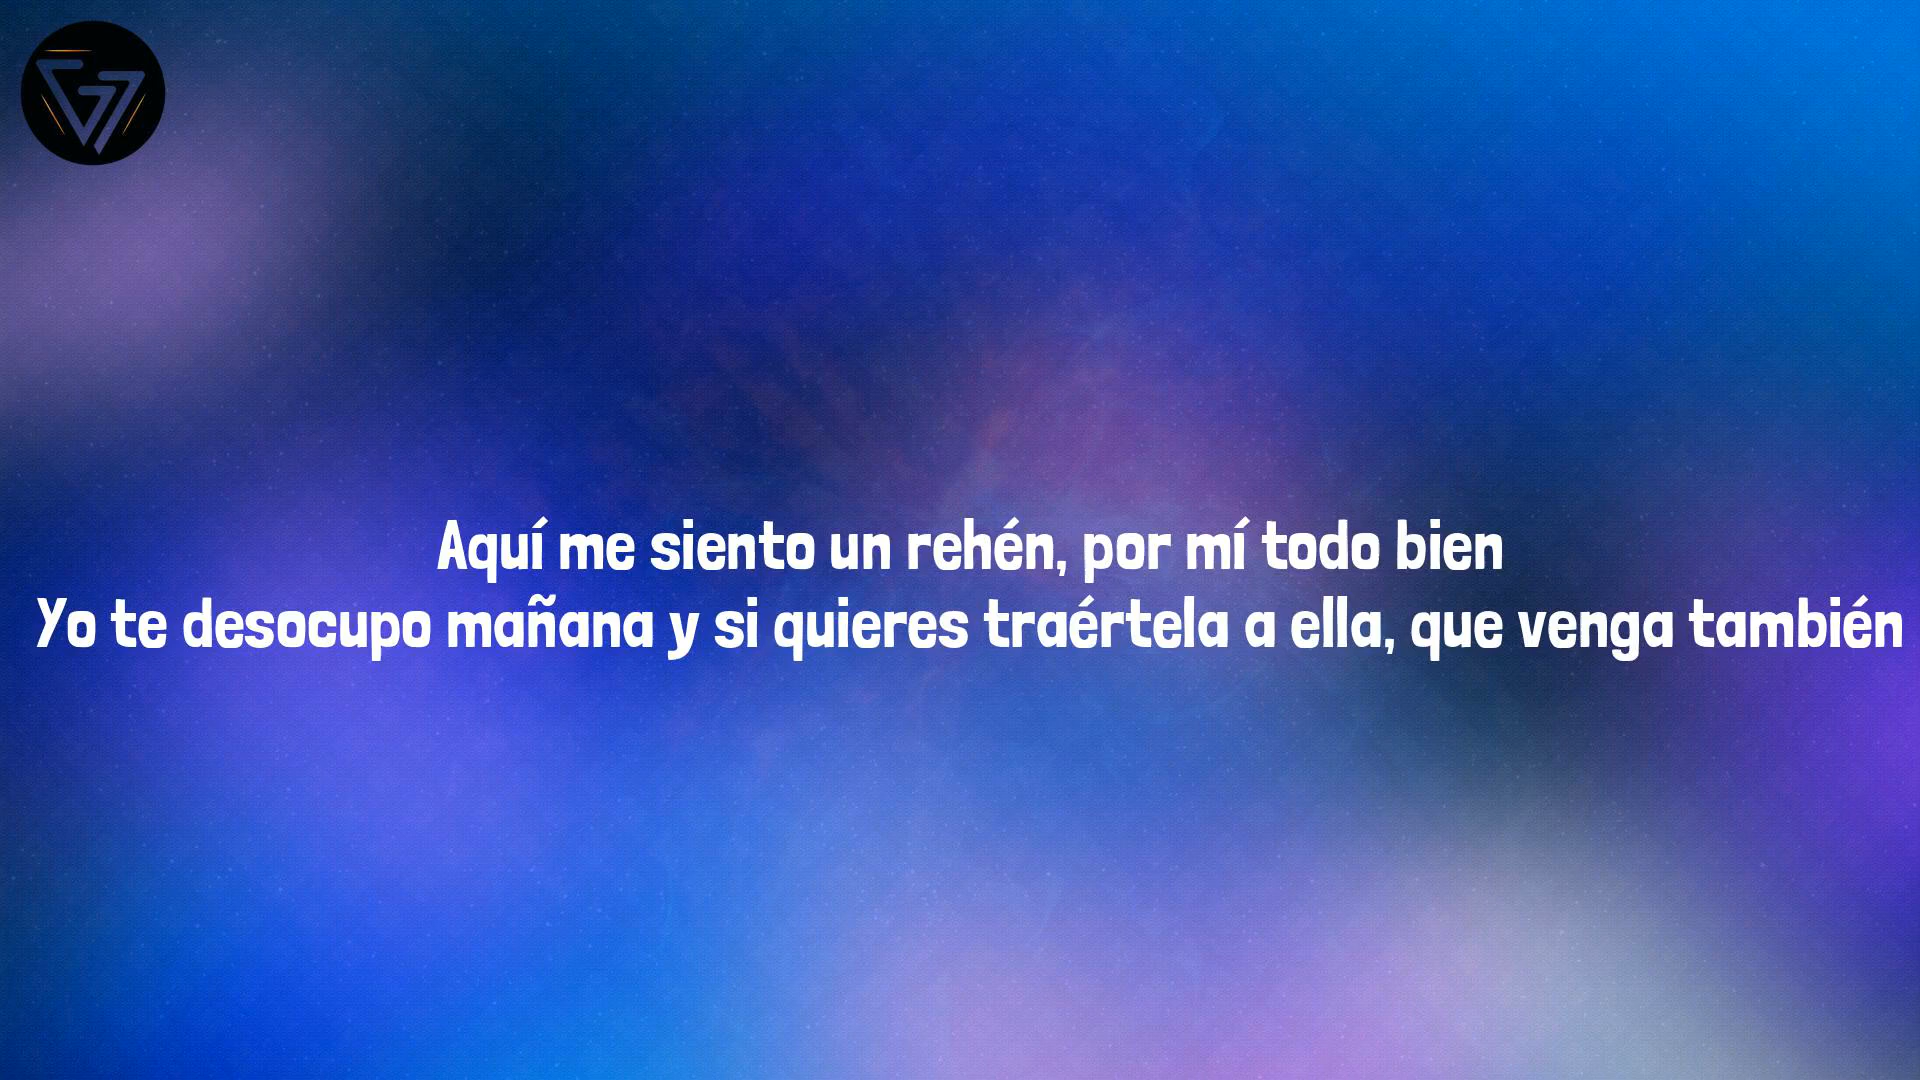 Aquí me siento un rehén, por mí todo bien
Yo te desocupo mañana y si quieres traértela a ella, que venga también